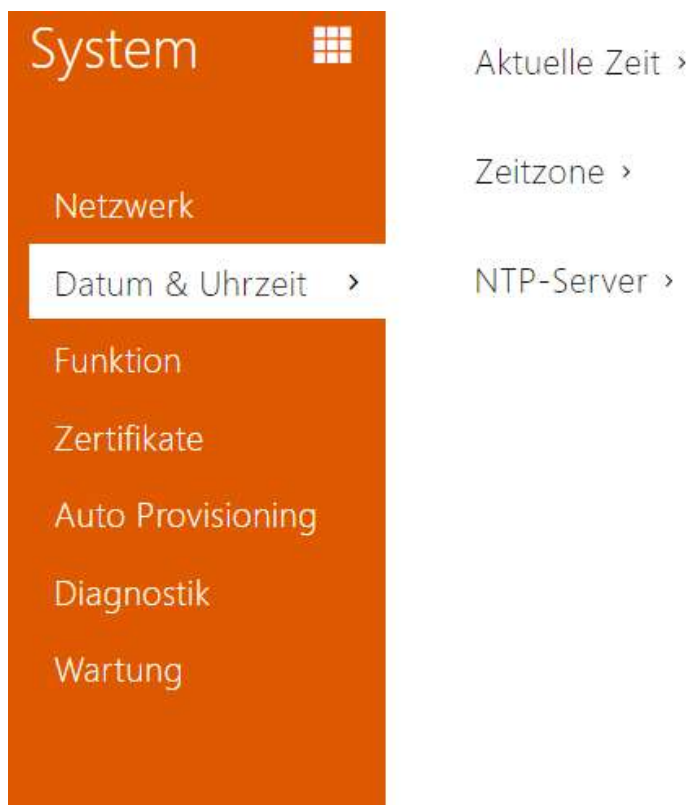 System
Netzwerk
Datum & Uhrzeit
Funktion
Zertifikate
Auto Provisioning
Diagnostik
Wartung
Aktuelle Zeit
Zeitzone
NTP-Server